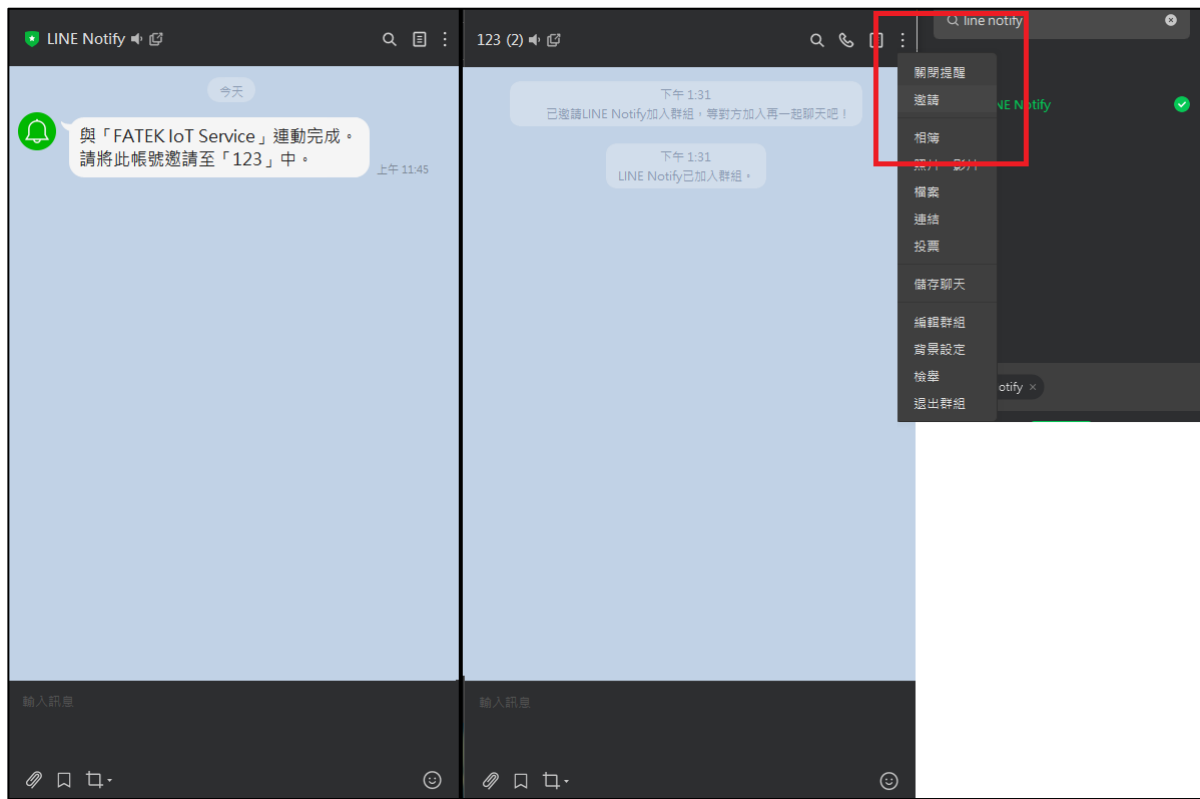 LINE Notify
今天
與「FATEK IoT Service」連動完成。
請將此帳號邀請至「123」中。
上午 11:45
輸入訊息
123 (2)
下午 1:31
已邀請LINE Notify加入群組，等對方加入再一起聊天吧！
下午 1:31
LINE Notify已加入群組。
輸入訊息
line notify
NE Notify
otify ×
關閉提醒
邀請
相簿
照片・影片
檔案
連結
投票
儲存聊天
編輯群組
背景設定
檢舉
退出群組